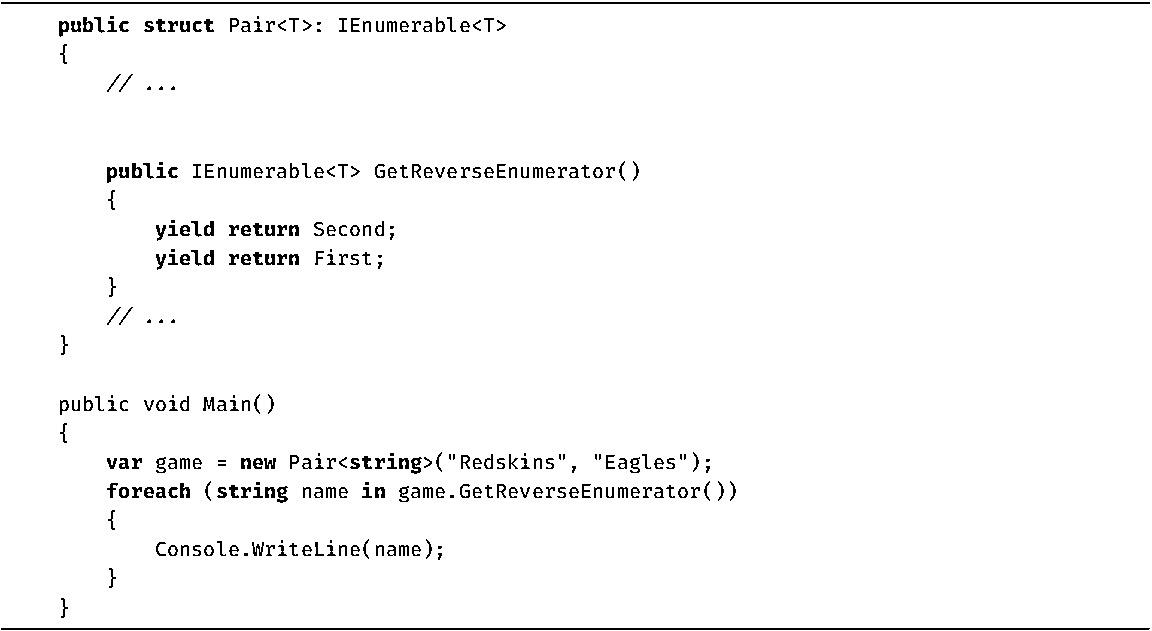 public struct Pair<T>: IEnumerable<T>
{
// ...
public IEnumerable<T> GetReverseEnumerator()
{
yield return Second;
yield return First;
}
// ...
}
public void Main()
{
var game = new Pair<string>("Redskins", "Eagles");
foreach (string name in game.GetReverseEnumerator())
{
Console.WriteLine(name);
}
}